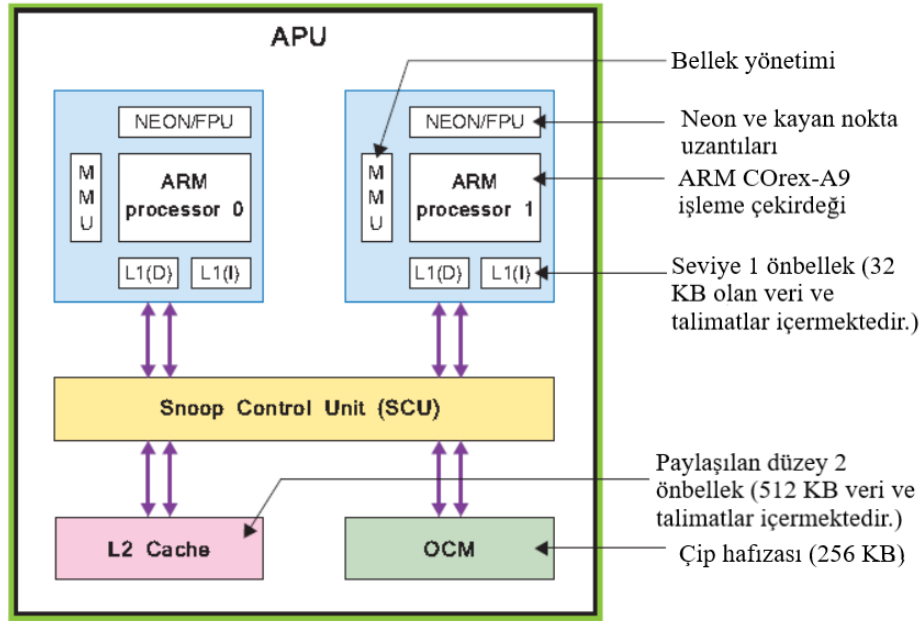 APU
Bellek yönetimi
NEON/FPU
NEON/FPU
Neon ve kayan nokta
uzantıları
M
M
U
ARM
processor 0
M
M
U
ARM
processor 1
ARM COrex-A9
işleme çekirdeği
L1(D)
L1(I)
L1(D)
L1(I)
Seviye 1 önbellek (32
KB olan veri ve
talimatlar içermektedir.)
Snoop Control Unit (SCU)
Paylaşılan düzey 2
önbellek (512 KB veri ve
talimatlar içermektedir.)
L2 Cache
OCM
Çip hafızası (256 KB)